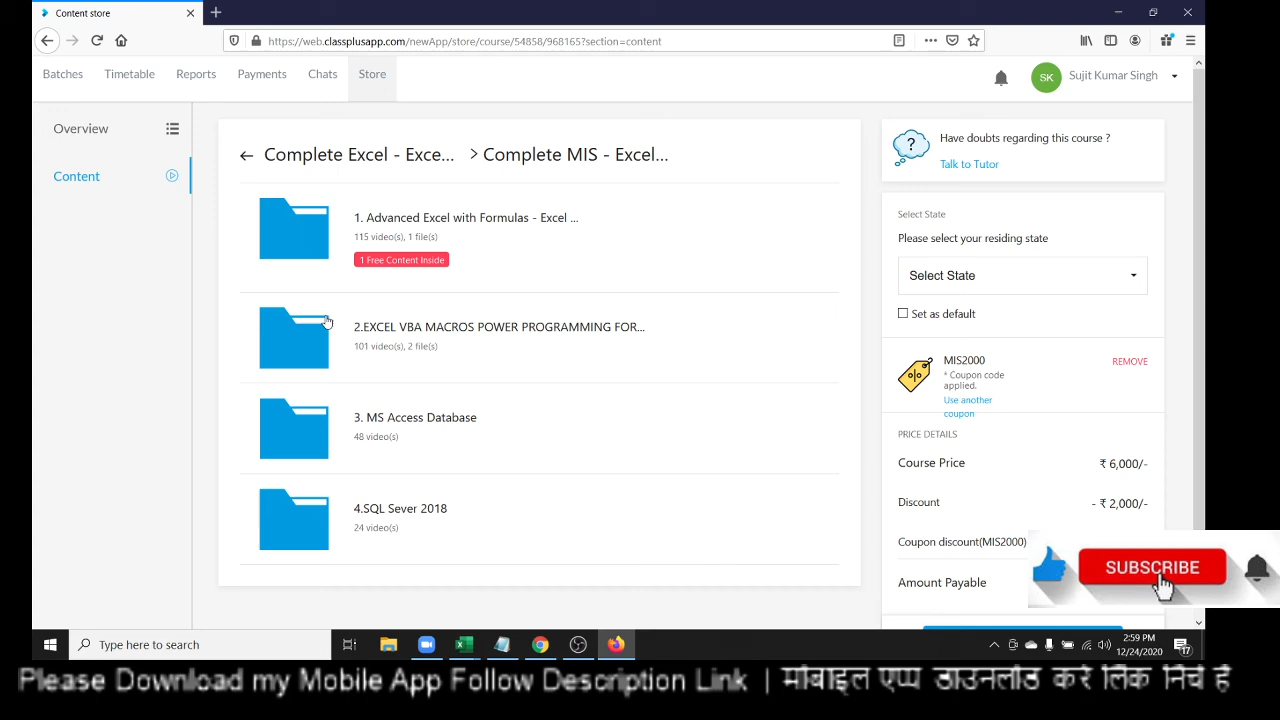 Content store
https://web.classplusapp.com/newApp/store/course/54858/968165?section=content
Batches
Timetable
Reports
Payments
Chats
Store
SK
Sujit Kumar Singh
Overview
Content
Complete Excel - Exce... > Complete MIS - Excel...
1. Advanced Excel with Formulas - Excel ...
115 video(s), 1 file(s)
1 Free Content Inside
2.EXCEL VBA MACROS POWER PROGRAMMING FOR...
101 video(s), 2 file(s)
3. MS Access Database
48 video(s)
4.SQL Sever 2018
24 video(s)
Have doubts regarding this course ?
Talk to Tutor
Select State
Please select your residing state
Select State
Set as default
MIS2000
REMOVE
* Coupon code
applied.
Use another
coupon
PRICE DETAILS
Course Price ₹ 6,000/-
Discount - ₹ 2,000/-
Coupon discount(MIS2000)
Amount Payable
SUBSCRIBE
Type here to search
2:59 PM
12/24/2020
17
Please Download my Mobile App Follow Description Link | मोबाइल एप्प डाउनलोड करे लिंक निचे है